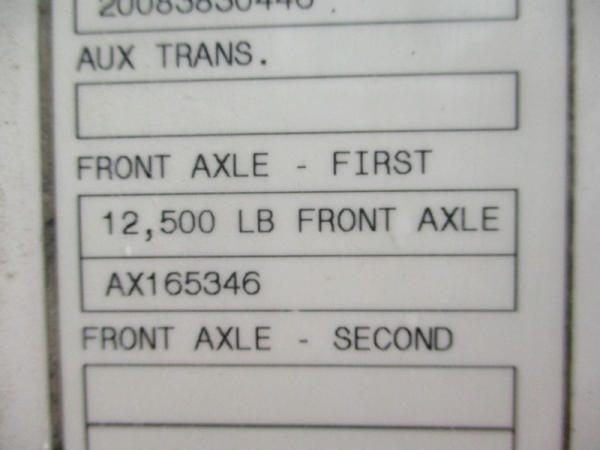 AUX TRANS.
FRONT AXLE - FIRST
12,500 LB FRONT AXLE
AX165346
FRONT AXLE - SECOND